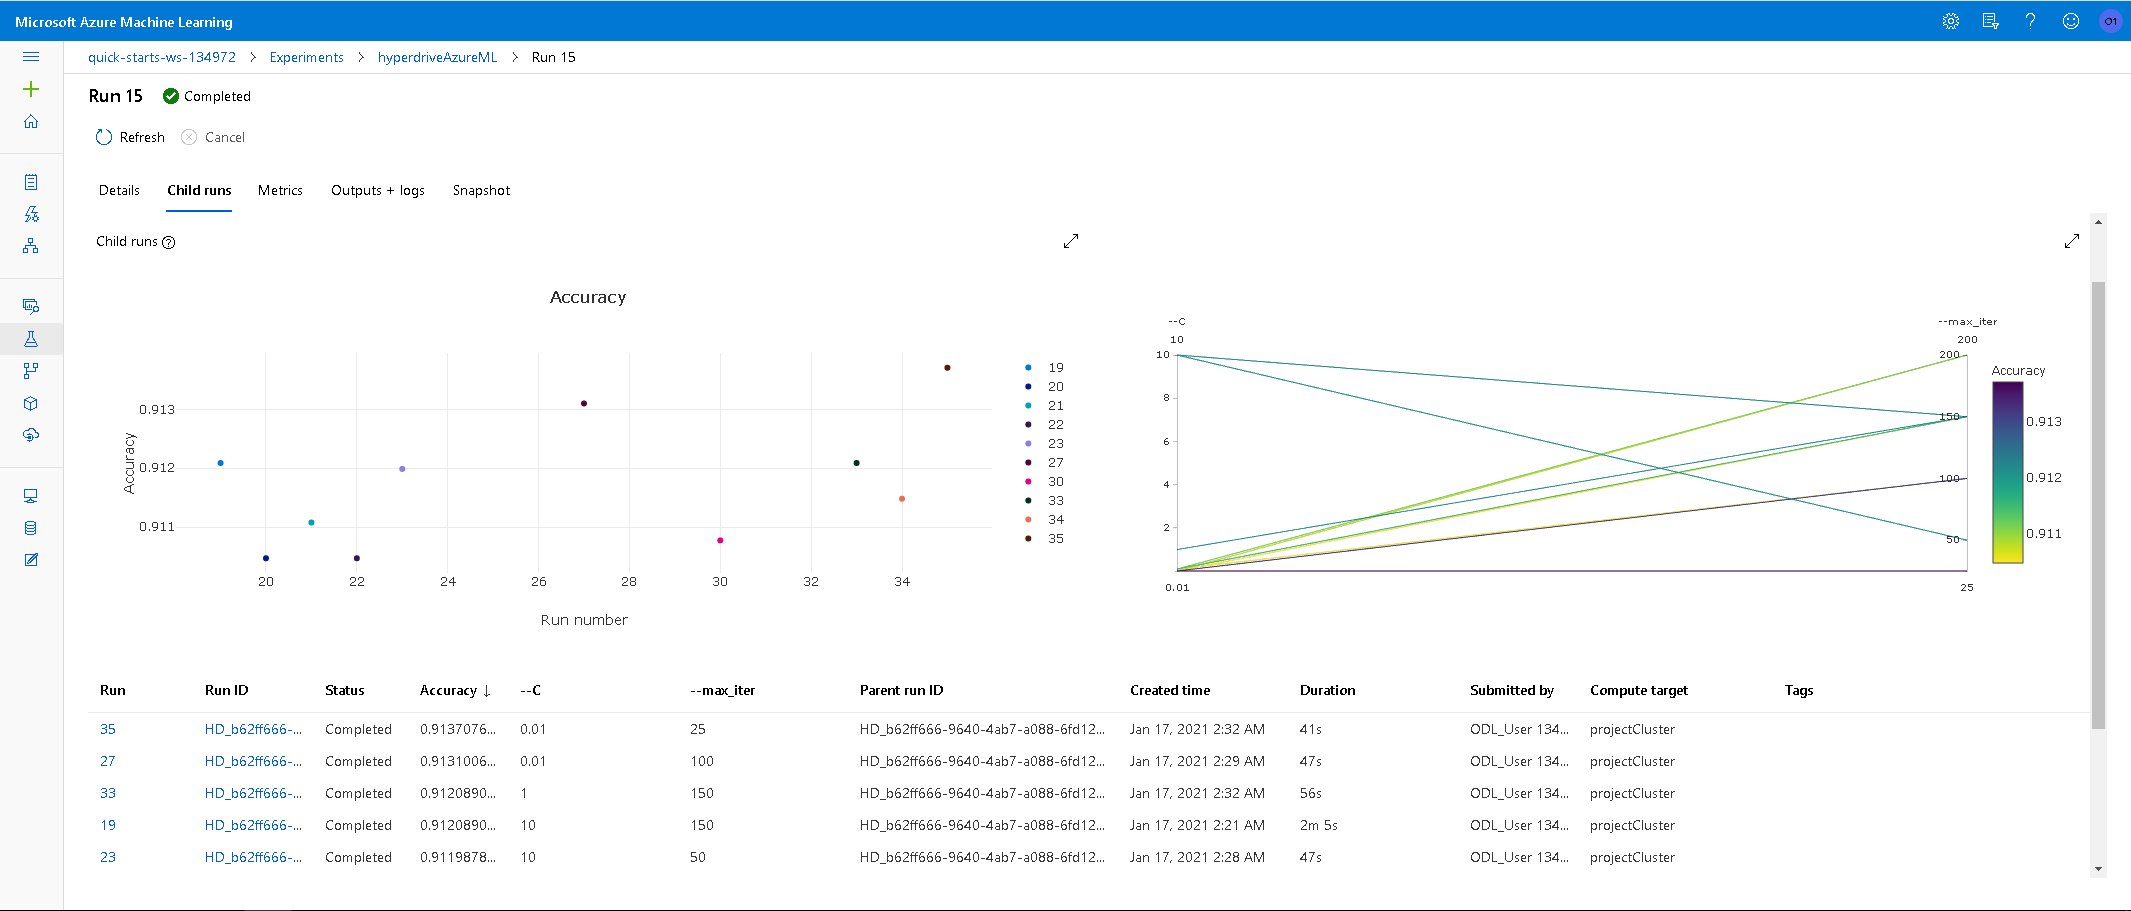 Microsoft Azure Machine Learning
O1
quick-starts-ws-134972 > Experiments > hyperdriveAzureML > Run 15
Run 15 Completed
Refresh Cancel
Details Child runs Metrics Outputs + logs Snapshot
Child runs
Accuracy
Accuracy
0.913
0.912
0.911
20 22 24 26 28 30 32 34
Run number
19
20
21
22
23
27
30
33
34
35
--C
10
10
8
6
4
2
0.01
--max_iter
200
200
150
100
50
25
Accuracy
0.913
0.912
0.911
Run Run ID Status Accuracy ↓ --C --max_iter Parent run ID Created time Duration Submitted by Compute target Tags
35 HD_b62ff666-... Completed 0.9137076... 0.01 25 HD_b62ff666-9640-4ab7-a088-6fd12... Jan 17, 2021 2:32 AM 41s ODL_User 134... projectCluster
27 HD_b62ff666-... Completed 0.9131006... 0.01 100 HD_b62ff666-9640-4ab7-a088-6fd12... Jan 17, 2021 2:29 AM 47s ODL_User 134... projectCluster
33 HD_b62ff666-... Completed 0.9120890... 1 150 HD_b62ff666-9640-4ab7-a088-6fd12... Jan 17, 2021 2:32 AM 56s ODL_User 134... projectCluster
19 HD_b62ff666-... Completed 0.9120890... 10 150 HD_b62ff666-9640-4ab7-a088-6fd12... Jan 17, 2021 2:21 AM 2m 5s ODL_User 134... projectCluster
23 HD_b62ff666-... Completed 0.9119878... 10 50 HD_b62ff666-9640-4ab7-a088-6fd12... Jan 17, 2021 2:28 AM 47s ODL_User 134... projectCluster